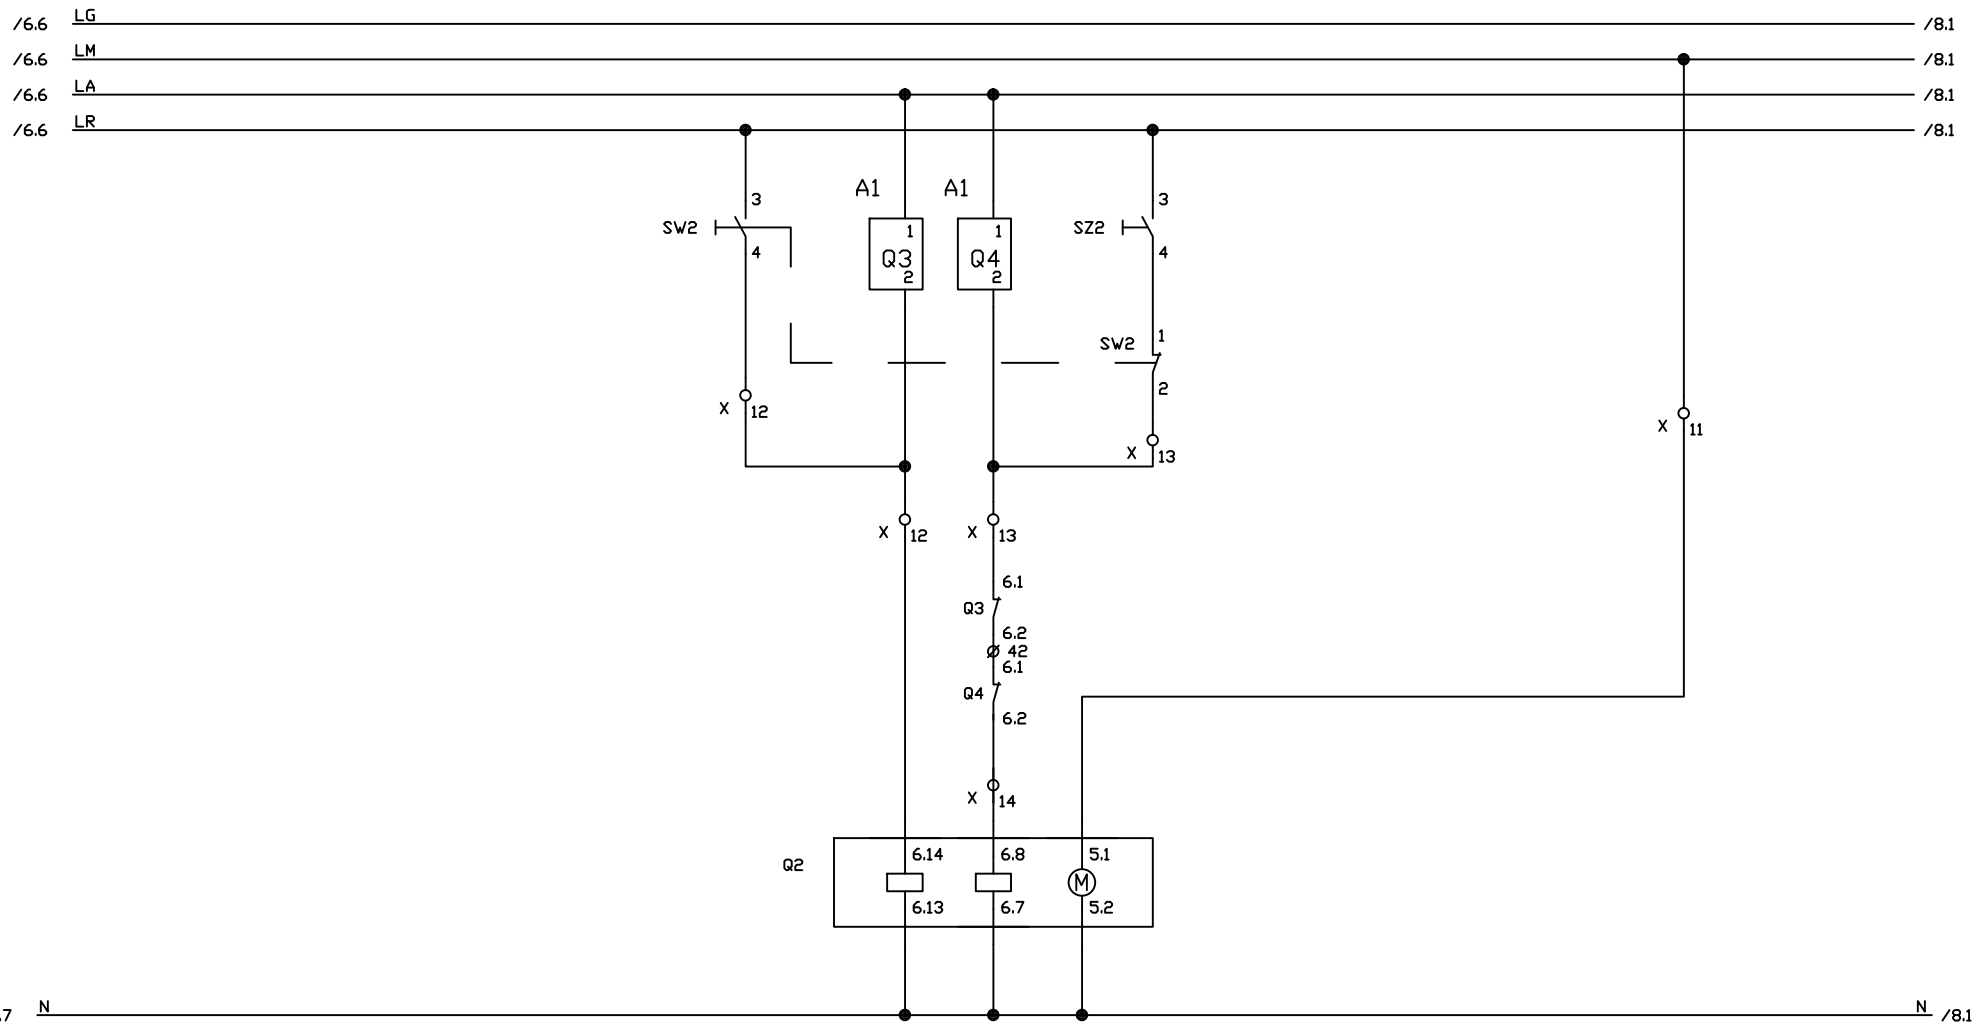 /6.6 LG /8.1
/6.6 LM /8.1
/6.6 LA /8.1
/6.6 LR /8.1
A1 A1
3 3
SW2 1 1 SZ2
4 Q3 Q4 4
2 2
SW2 1
2
X 12
X 11
X 13
X 12 X 13
6.1
Q3
6.2
42
6.1
Q4
6.2
X 14
Q2 6.14 6.8 5.1
M
6.13 6.7 5.2
.7 N N /8.1